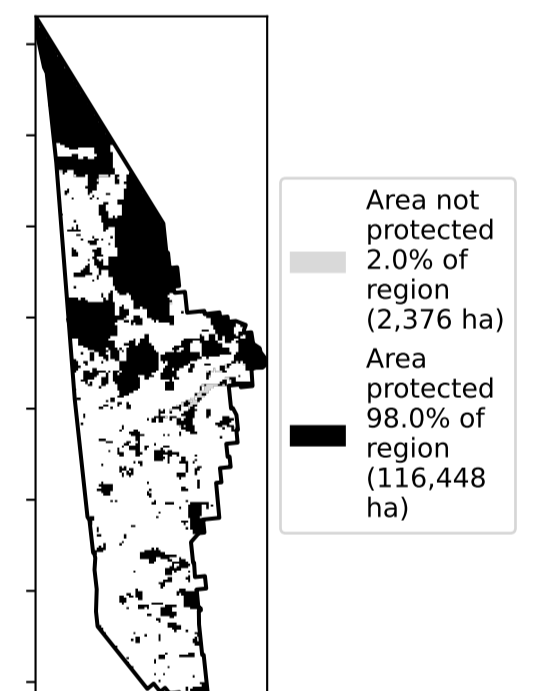 Area not
protected
2.0% of
region
(2,376 ha)
Area
protected
98.0% of
region
(116,448
ha)